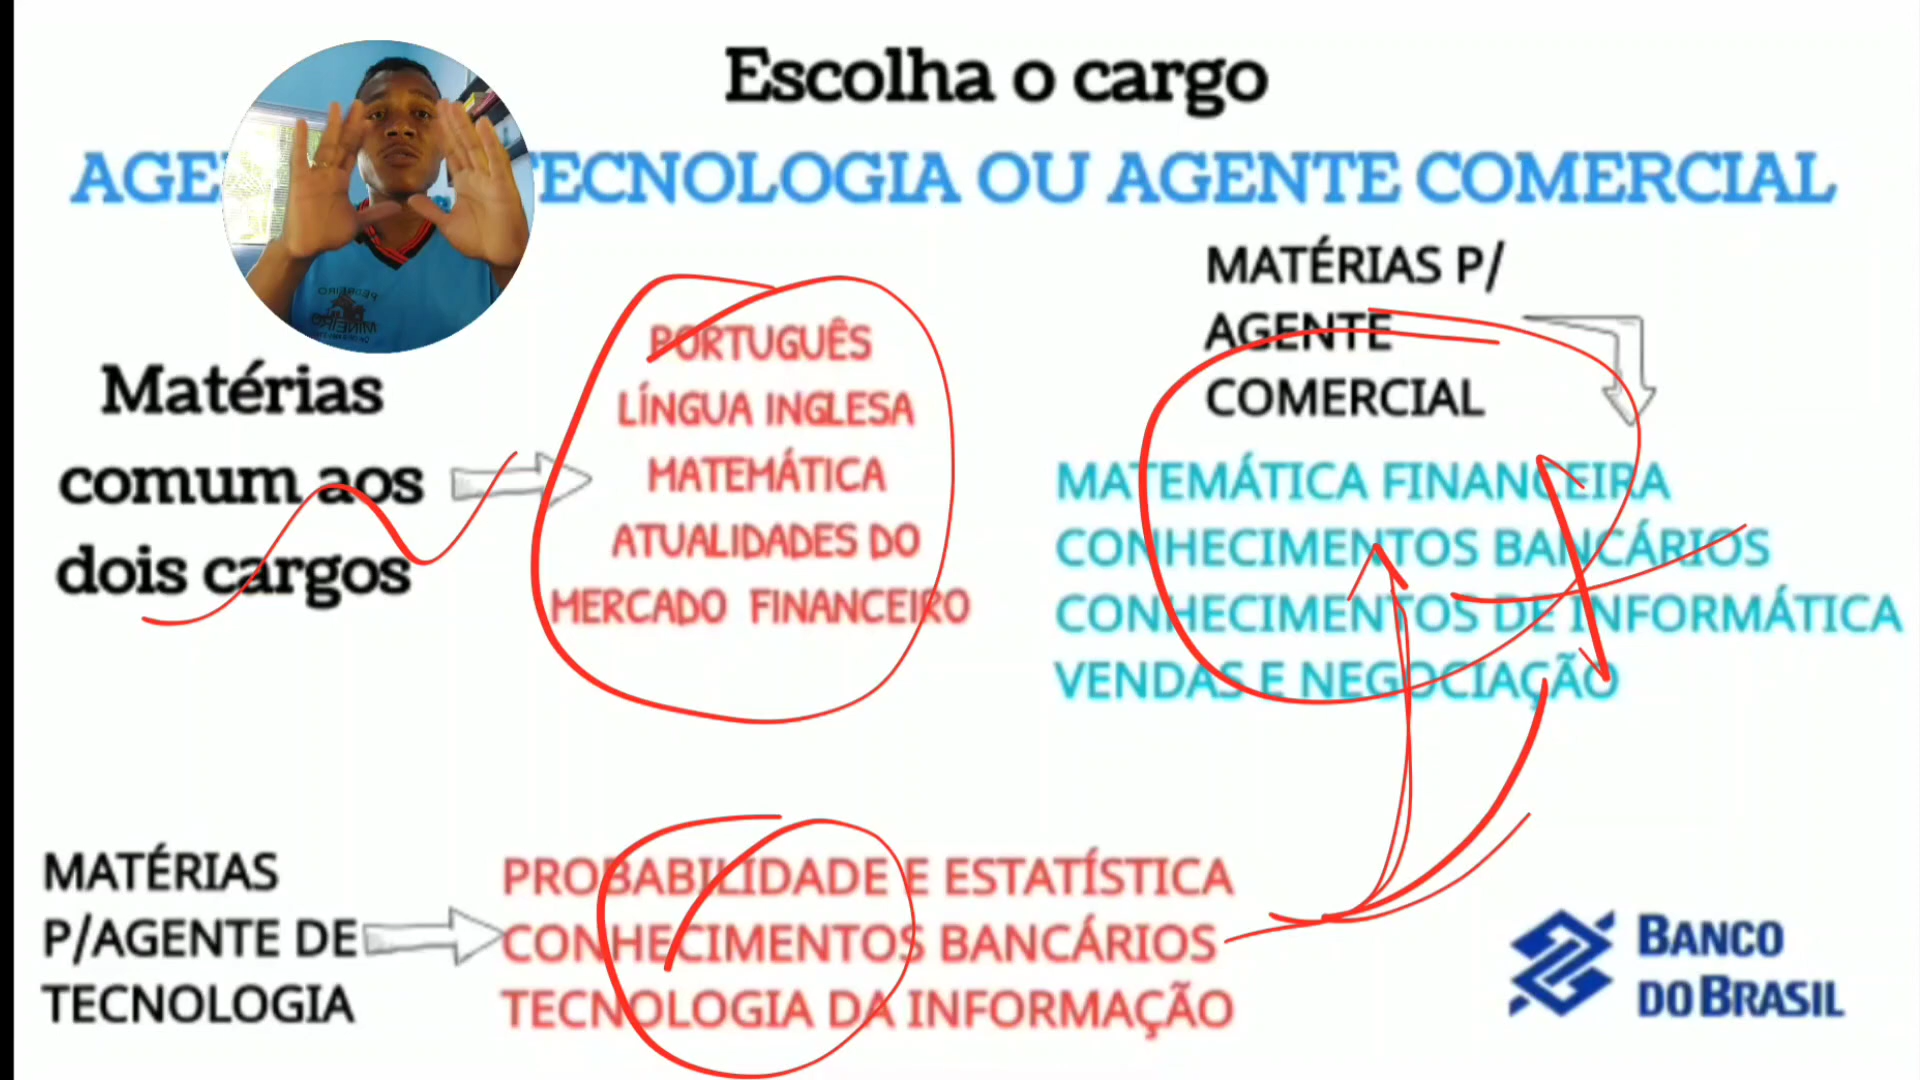 Escolha o cargo
TECNOLOGIA OU AGENTE COMERCIAL
MATÉRIAS P/
AGENTE
COMERCIAL
Matérias
comum aos
dois cargos
PORTUGUÊS
LÍNGUA INGLESA
MATEMÁTICA
ATUALIDADES DO
MERCADO FINANCEIRO
MATEMÁTICA FINANCEIRA
CONHECIMENTOS BANCÁRIOS
CONHECIMENTOS DE INFORMÁTICA
VENDAS E NEGOCIAÇÃO
MATÉRIAS
P/AGENTE DE
TECNOLOGIA
PROBABILIDADE E ESTATÍSTICA
CONHECIMENTOS BANCÁRIOS
TECNOLOGIA DA INFORMAÇÃO
BANCO
DO BRASIL
PEDREIRO
MINEIRO